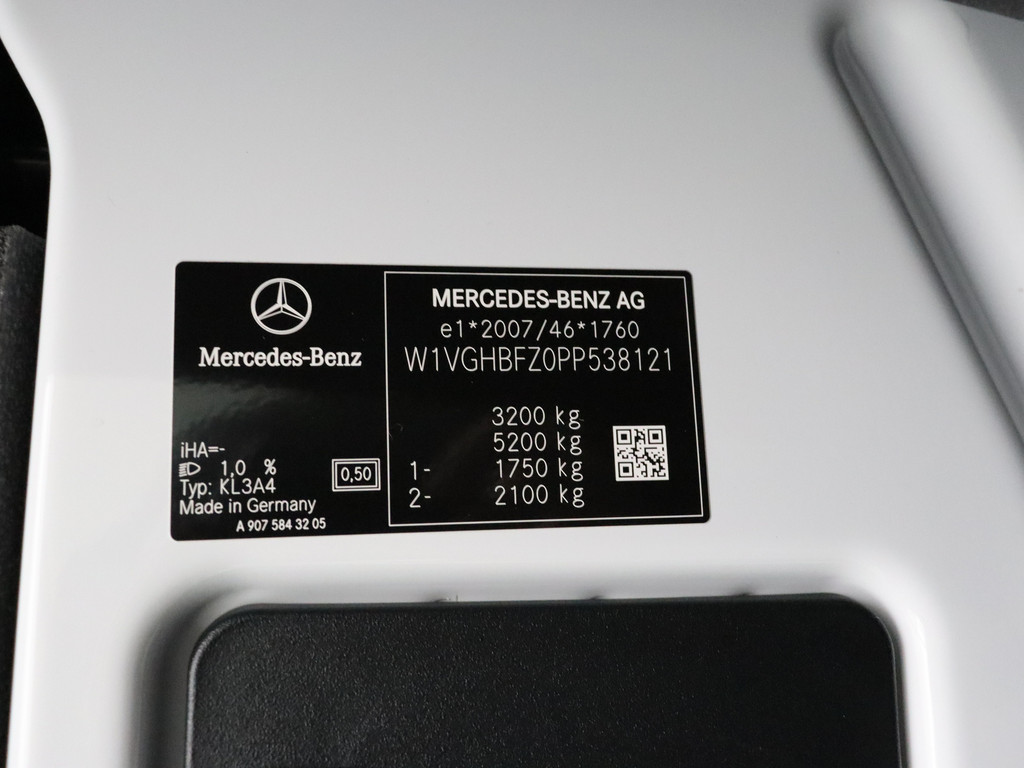 Mercedes-Benz
iHA=-
1,0 %
Typ: KL3A4
Made in Germany
A 907 584 32 05
0,50
MERCEDES-BENZ AG
e1*2007/46*1760
W1VGHBFZ0PP538121
3200 kg
5200 kg
1- 1750 kg
2- 2100 kg